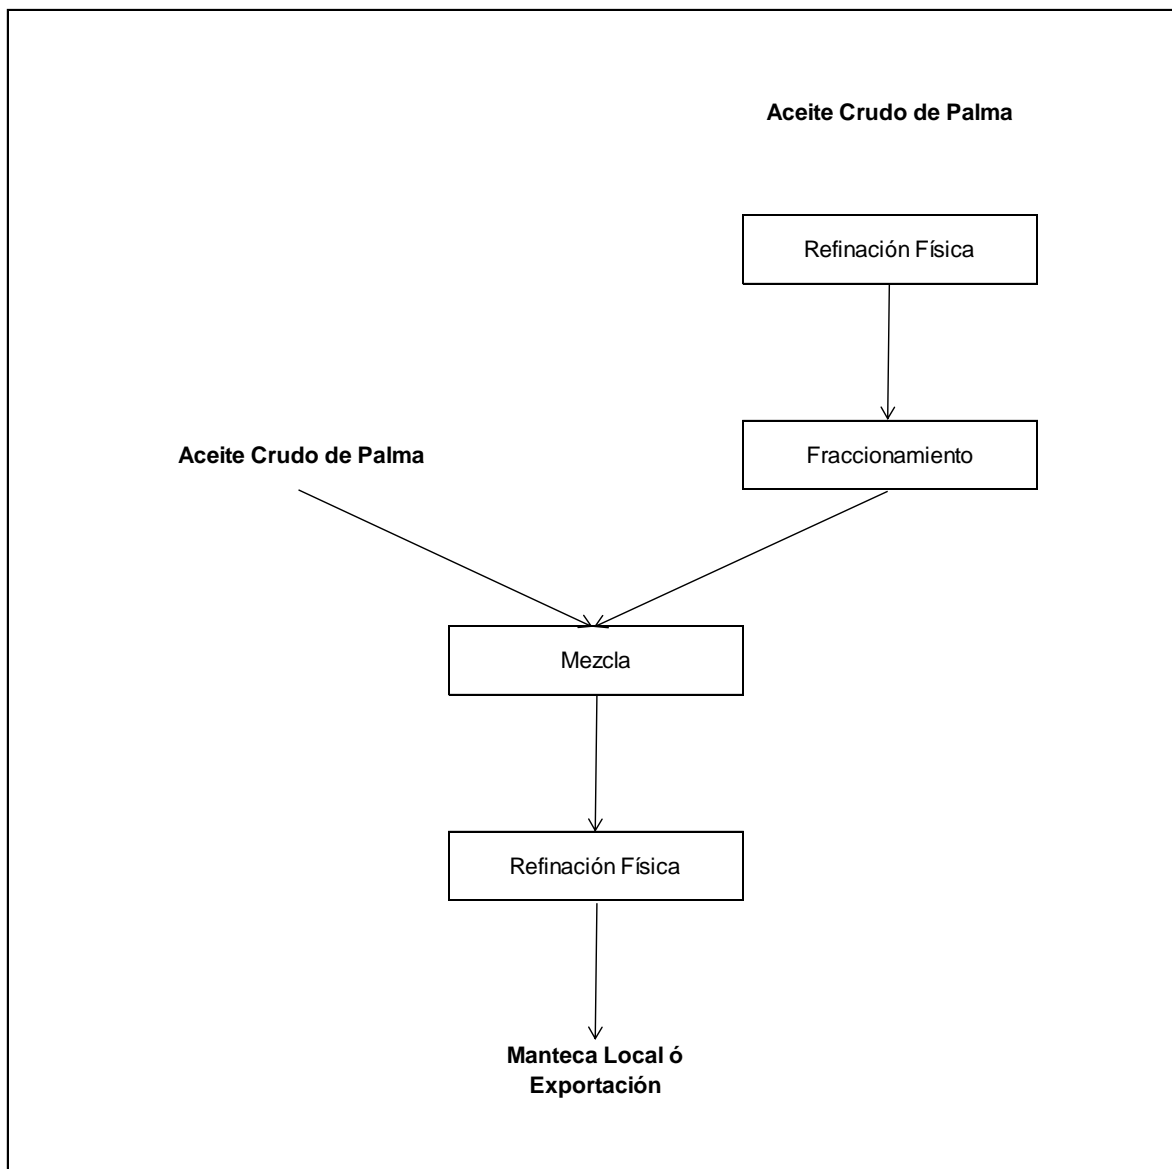 Aceite Crudo de Palma
Refinación Física
Fraccionamiento
Aceite Crudo de Palma
Mezcla
Refinación Física
Manteca Local ó
Exportación